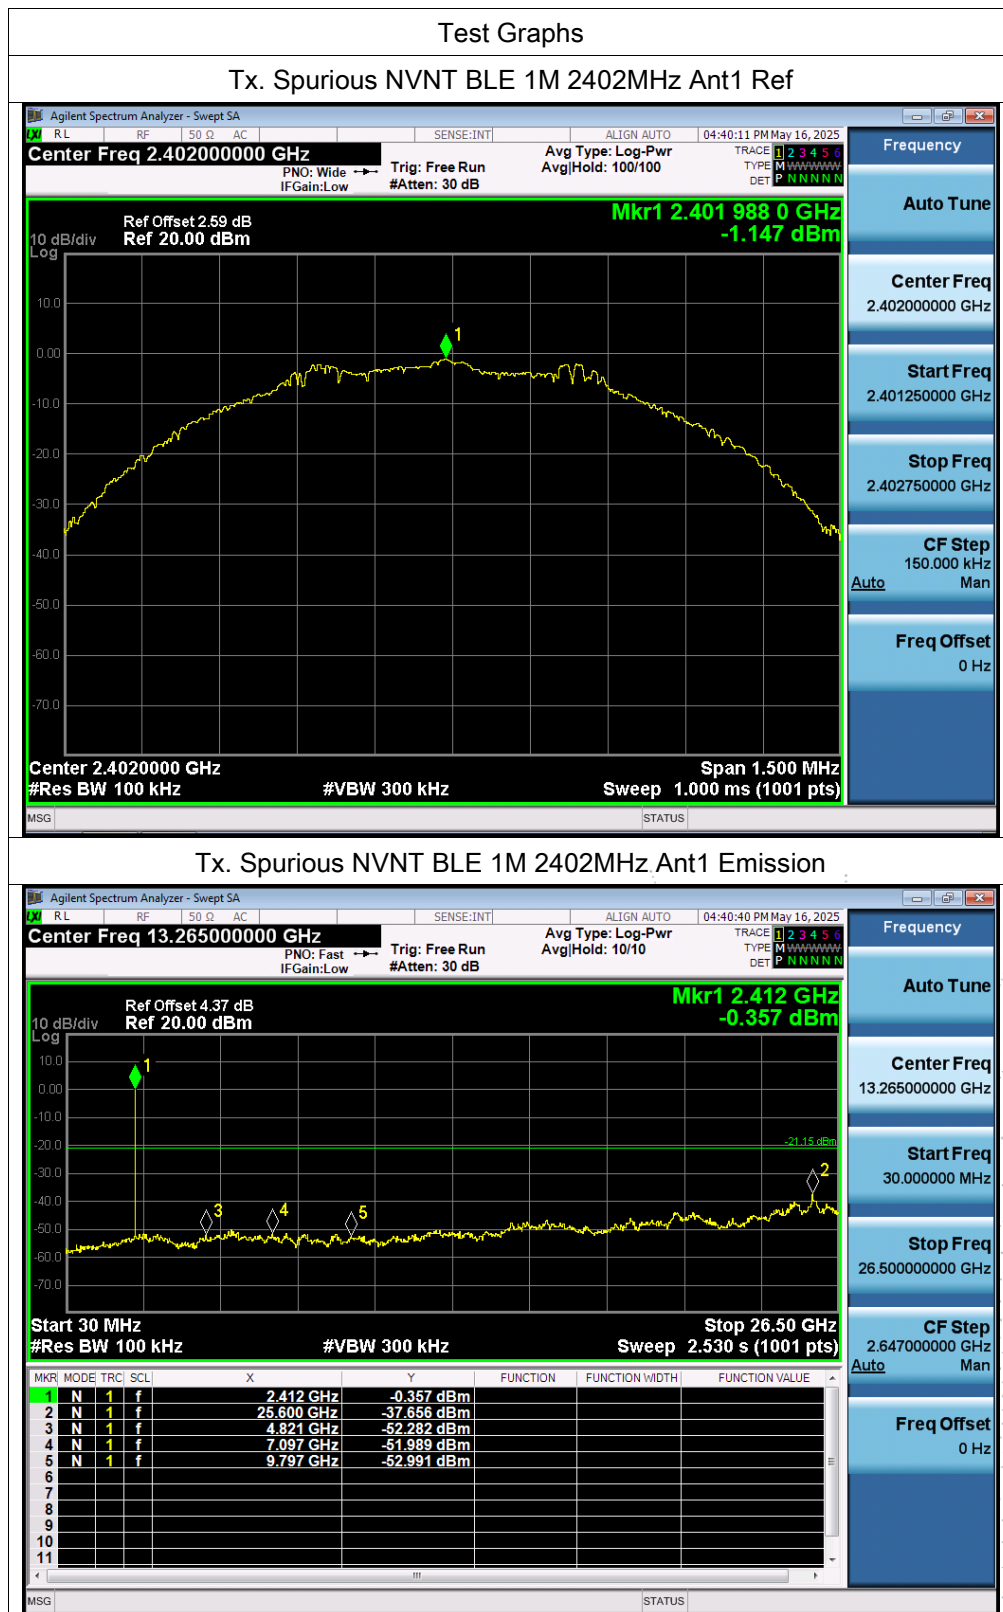 Test Graphs
Tx. Spurious NVNT BLE 1M 2402MHz Ant1 Ref
Agilent Spectrum Analyzer - Swept SA
LXI RL RF 50 Ω AC SENSE:INT ALIGN AUTO 04:40:11 PM May 16, 2025
Center Freq 2.402000000 GHz
PNO: Wide
IFGain:Low
Trig: Free Run
#Atten: 30 dB
Avg Type: Log-Pwr
Avg|Hold: 100/100
TRACE 1 2 3 4 5 6
TYPE M WWWWW
DET P N N N N N
Mkr1 2.401 988 0 GHz
-1.147 dBm
Ref Offset 2.59 dB
10 dB/div Ref 20.00 dBm
Log
10.0
0.00
-10.0
-20.0
-30.0
-40.0
-50.0
-60.0
-70.0
1
Center 2.4020000 GHz Span 1.500 MHz
#Res BW 100 kHz #VBW 300 kHz Sweep 1.000 ms (1001 pts)
MSG STATUS
Frequency
Auto Tune
Center Freq
2.402000000 GHz
Start Freq
2.401250000 GHz
Stop Freq
2.402750000 GHz
CF Step
150.000 kHz
Auto Man
Freq Offset
0 Hz
Tx. Spurious NVNT BLE 1M 2402MHz Ant1 Emission
Agilent Spectrum Analyzer - Swept SA
LXI RL RF 50 Ω AC SENSE:INT ALIGN AUTO 04:40:40 PM May 16, 2025
Center Freq 13.265000000 GHz
PNO: Fast
IFGain:Low
Trig: Free Run
#Atten: 30 dB
Avg Type: Log-Pwr
Avg|Hold: 10/10
TRACE 1 2 3 4 5 6
TYPE M WWWWW
DET P N N N N N
Mkr1 2.412 GHz
-0.357 dBm
Ref Offset 4.37 dB
10 dB/div Ref 20.00 dBm
Log
10.0
0.00
-10.0
-20.0
-30.0
-40.0
-50.0
-60.0
-70.0
1
-21.15 dBm
2
3
4
5
Start 30 MHz Stop 26.50 GHz
#Res BW 100 kHz #VBW 300 kHz Sweep 2.530 s (1001 pts)
MKR MODE TRC SCL X Y FUNCTION FUNCTION WIDTH FUNCTION VALUE
1 N 1 f 2.412 GHz -0.357 dBm
2 N 1 f 25.600 GHz -37.656 dBm
3 N 1 f 4.821 GHz -52.282 dBm
4 N 1 f 7.097 GHz -51.989 dBm
5 N 1 f 9.797 GHz -52.991 dBm
6
7
8
9
10
11
MSG STATUS
Frequency
Auto Tune
Center Freq
13.265000000 GHz
Start Freq
30.000000 MHz
Stop Freq
26.500000000 GHz
CF Step
2.647000000 GHz
Auto Man
Freq Offset
0 Hz